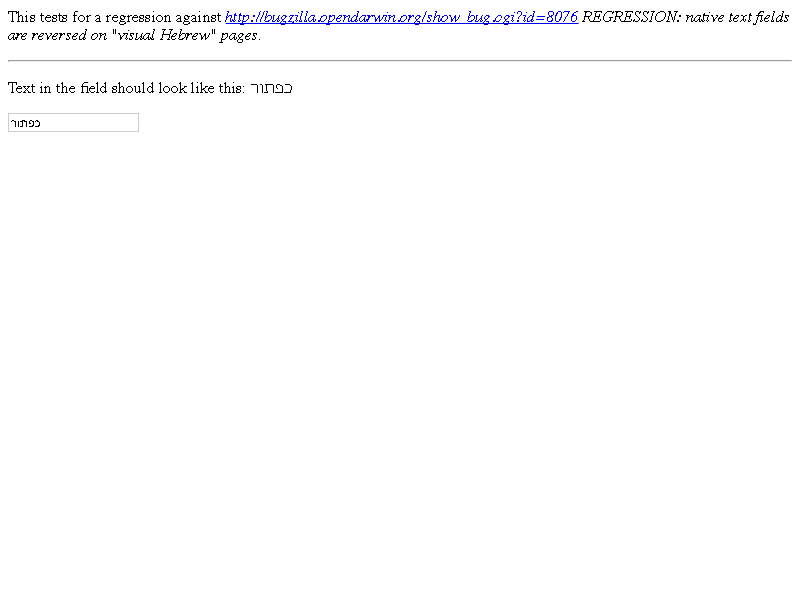 This tests for a regression against http://bugzilla.opendarwin.org/show_bug.cgi?id=8076 REGRESSION: native text fields
are reversed on "visual Hebrew" pages.
Text in the field should look like this: כפתור
כפתור